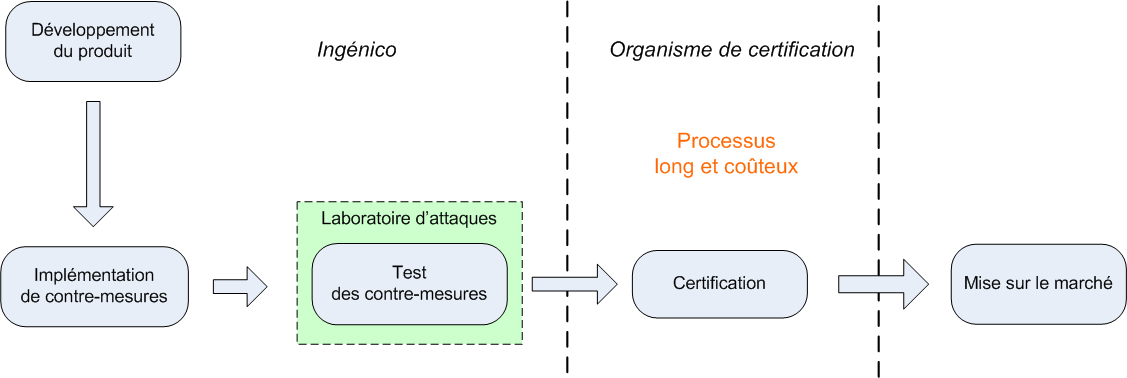 Développement
du produit
Ingénico
Organisme de certification
Processus
long et coûteux
Laboratoire d'attaques
Implémentation
de contre-mesures
Test
des contre-mesures
Certification
Mise sur le marché